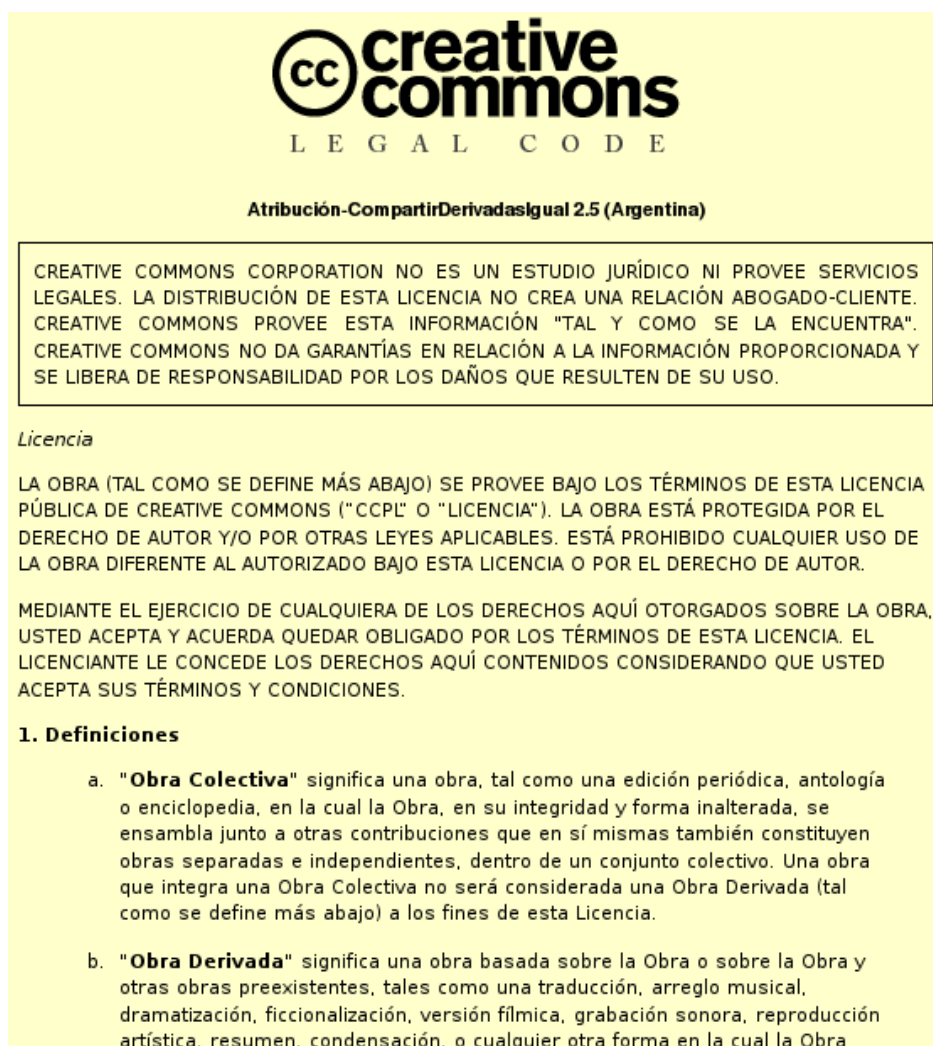 cc creative
commons
LEGAL CODE
Atribución-CompartirDerivadasIgual 2.5 (Argentina)
CREATIVE COMMONS CORPORATION NO ES UN ESTUDIO JURÍDICO NI PROVEE SERVICIOS
LEGALES. LA DISTRIBUCIÓN DE ESTA LICENCIA NO CREA UNA RELACIÓN ABOGADO-CLIENTE.
CREATIVE COMMONS PROVEE ESTA INFORMACIÓN "TAL Y COMO SE LA ENCUENTRA".
CREATIVE COMMONS NO DA GARANTÍAS EN RELACIÓN A LA INFORMACIÓN PROPORCIONADA Y
SE LIBERA DE RESPONSABILIDAD POR LOS DAÑOS QUE RESULTEN DE SU USO.
Licencia
LA OBRA (TAL COMO SE DEFINE MÁS ABAJO) SE PROVEE BAJO LOS TÉRMINOS DE ESTA LICENCIA
PÚBLICA DE CREATIVE COMMONS ("CCPL" O "LICENCIA"). LA OBRA ESTÁ PROTEGIDA POR EL
DERECHO DE AUTOR Y/O POR OTRAS LEYES APLICABLES. ESTÁ PROHIBIDO CUALQUIER USO DE
LA OBRA DIFERENTE AL AUTORIZADO BAJO ESTA LICENCIA O POR EL DERECHO DE AUTOR.
MEDIANTE EL EJERCICIO DE CUALQUIERA DE LOS DERECHOS AQUÍ OTORGADOS SOBRE LA OBRA,
USTED ACEPTA Y ACUERDA QUEDAR OBLIGADO POR LOS TÉRMINOS DE ESTA LICENCIA. EL
LICENCIANTE LE CONCEDE LOS DERECHOS AQUÍ CONTENIDOS CONSIDERANDO QUE USTED
ACEPTA SUS TÉRMINOS Y CONDICIONES.
1. Definiciones
a. "Obra Colectiva" significa una obra, tal como una edición periódica, antología
o enciclopedia, en la cual la Obra, en su integridad y forma inalterada, se
ensambla junto a otras contribuciones que en sí mismas también constituyen
obras separadas e independientes, dentro de un conjunto colectivo. Una obra
que integra una Obra Colectiva no será considerada una Obra Derivada (tal
como se define más abajo) a los fines de esta Licencia.
b. "Obra Derivada" significa una obra basada sobre la Obra o sobre la Obra y
otras obras preexistentes, tales como una traducción, arreglo musical,
dramatización, ficcionalización, versión fílmica, grabación sonora, reproducción
artística, resumen, condensación, o cualquier otra forma en la cual la Obra